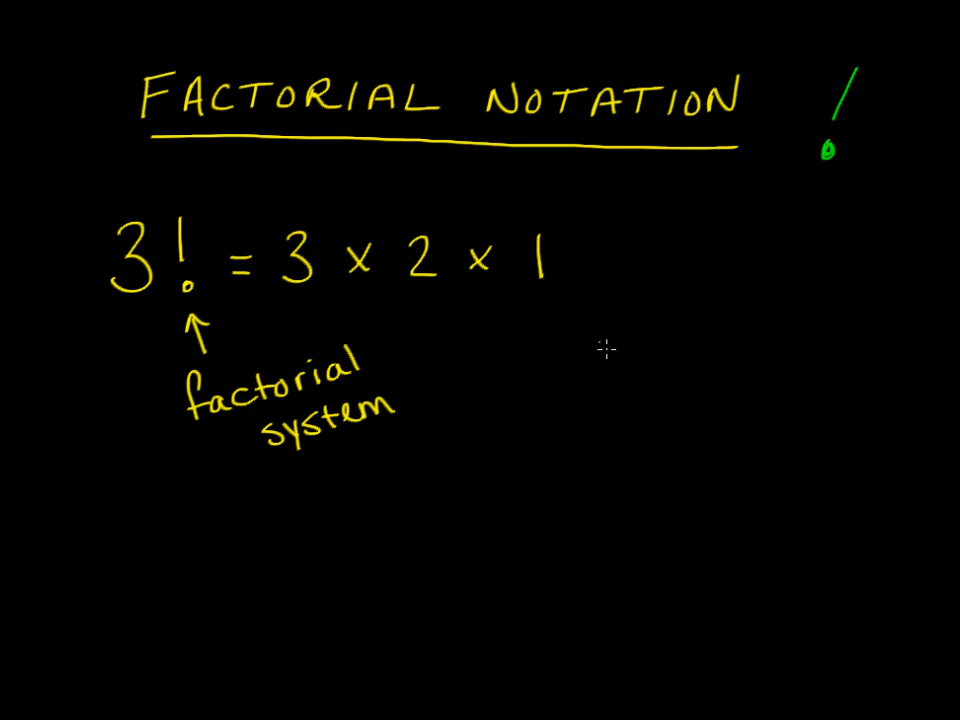 FACTORIAL NOTATION !
3! = 3 × 2 × 1
↑
factorial
system